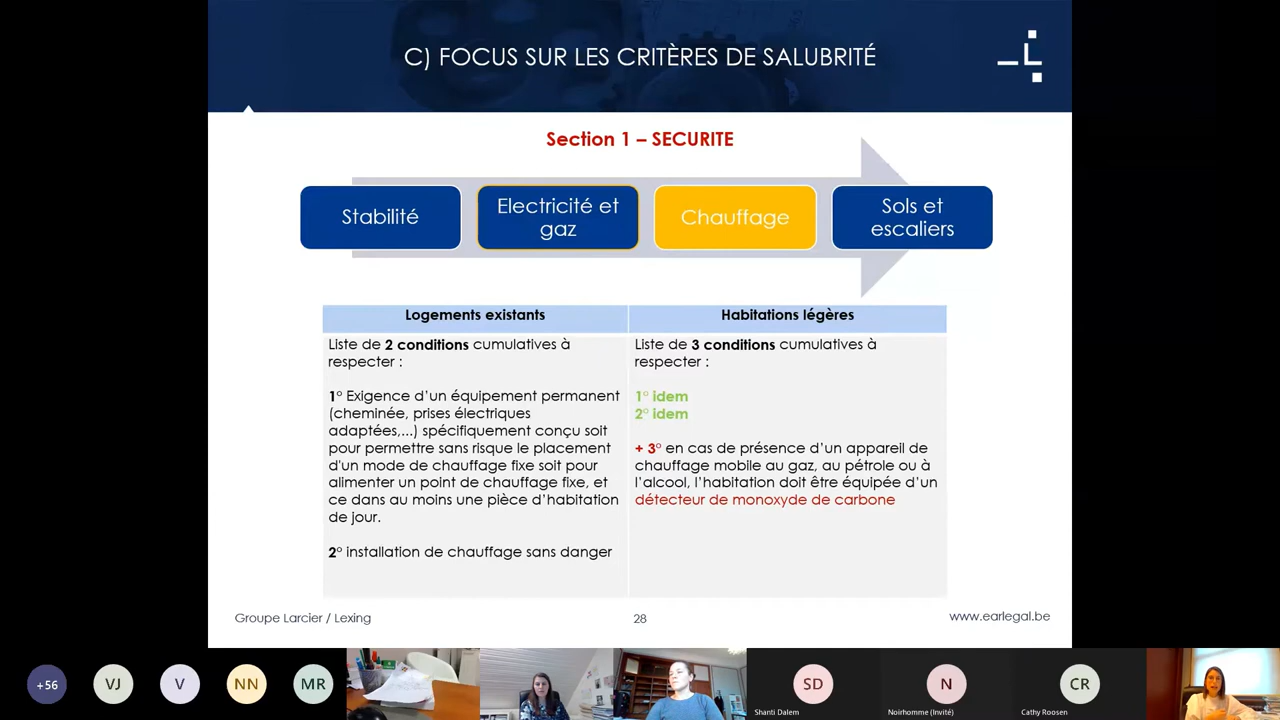 C) FOCUS SUR LES CRITÈRES DE SALUBRITÉ
Section 1 – SECURITE
Stabilité
Electricité et
gaz
Chauffage
Sols et
escaliers
Logements existants
Liste de 2 conditions cumulatives à
respecter :
1° Exigence d’un équipement permanent
(cheminée, prises électriques
adaptées,...) spécifiquement conçu soit
pour permettre sans risque le placement
d'un mode de chauffage fixe soit pour
alimenter un point de chauffage fixe, et
ce dans au moins une pièce d’habitation
de jour.
2° installation de chauffage sans danger
Habitations légères
Liste de 3 conditions cumulatives à
respecter :
1° idem
2° idem
+ 3° en cas de présence d’un appareil de
chauffage mobile au gaz, au pétrole ou à
l’alcool, l’habitation doit être équipée d’un
détecteur de monoxyde de carbone
Groupe Larcier / Lexing
28
www.earlegal.be
+56
VJ
V
NN
MR
SD
Shanti Dalem
N
Noirhomme (Invité)
CR
Cathy Roosen